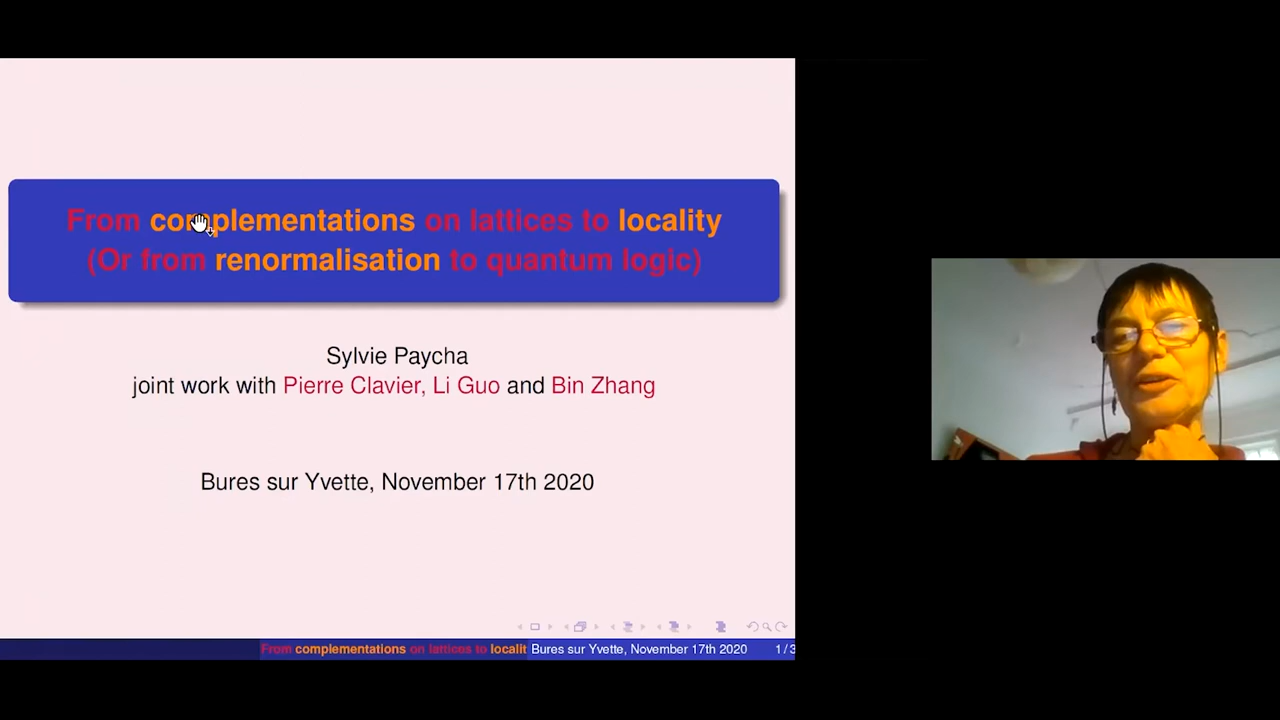 From complementations on lattices to locality
(Or from renormalisation to quantum logic)
Sylvie Paycha
joint work with Pierre Clavier, Li Guo and Bin Zhang
Bures sur Yvette, November 17th 2020
From complementations on lattices to localit Bures sur Yvette, November 17th 2020 1 / 3